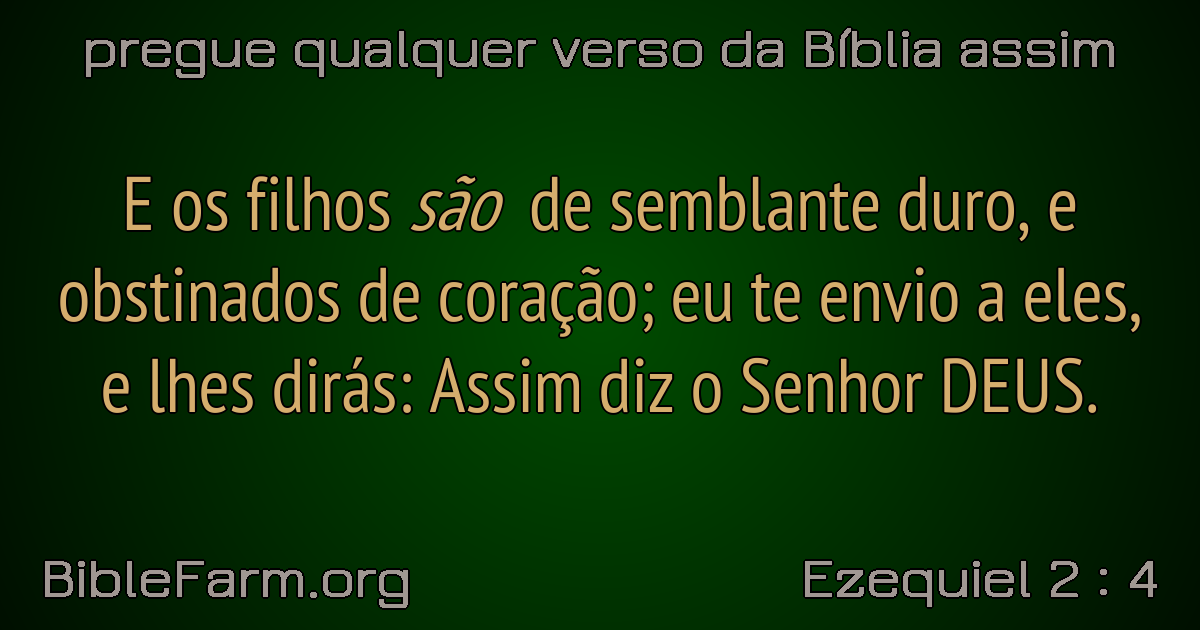 pregue qualquer verso da Bíblia assim
E os filhos são de semblante duro, e
obstinados de coração; eu te envio a eles,
e lhes dirás: Assim diz o Senhor DEUS.
BibleFarm.org
Ezequiel 2 : 4